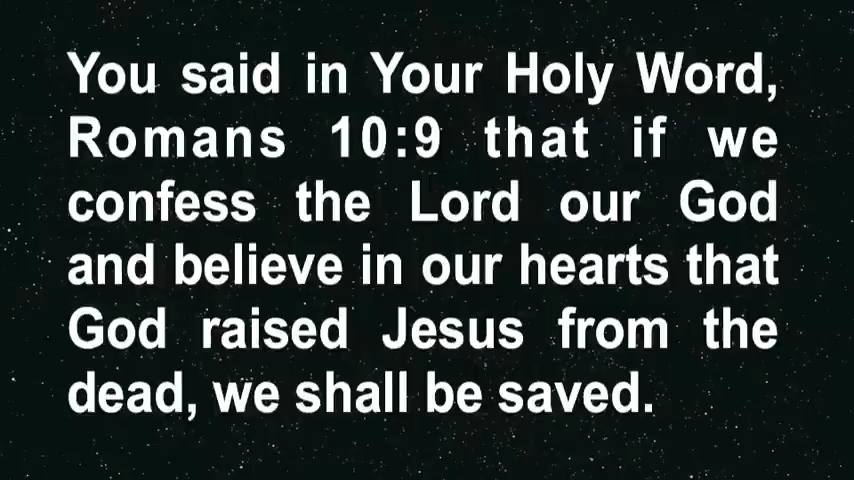 You said in Your Holy Word,
Romans 10:9 that if we
confess the Lord our God
and believe in our hearts that
God raised Jesus from the
dead, we shall be saved.